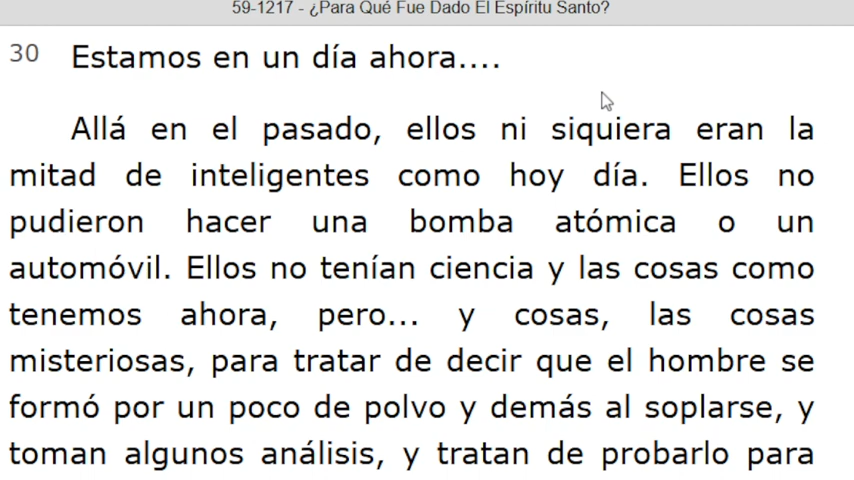 59-1217 - ¿Para Qué Fue Dado El Espíritu Santo?
30 Estamos en un día ahora....
Allá en el pasado, ellos ni siquiera eran la
mitad de inteligentes como hoy día. Ellos no
pudieron hacer una bomba atómica o un
automóvil. Ellos no tenían ciencia y las cosas como
tenemos ahora, pero... y cosas, las cosas
misteriosas, para tratar de decir que el hombre se
formó por un poco de polvo y demás al soplarse, y
toman algunos análisis, y tratan de probarlo para